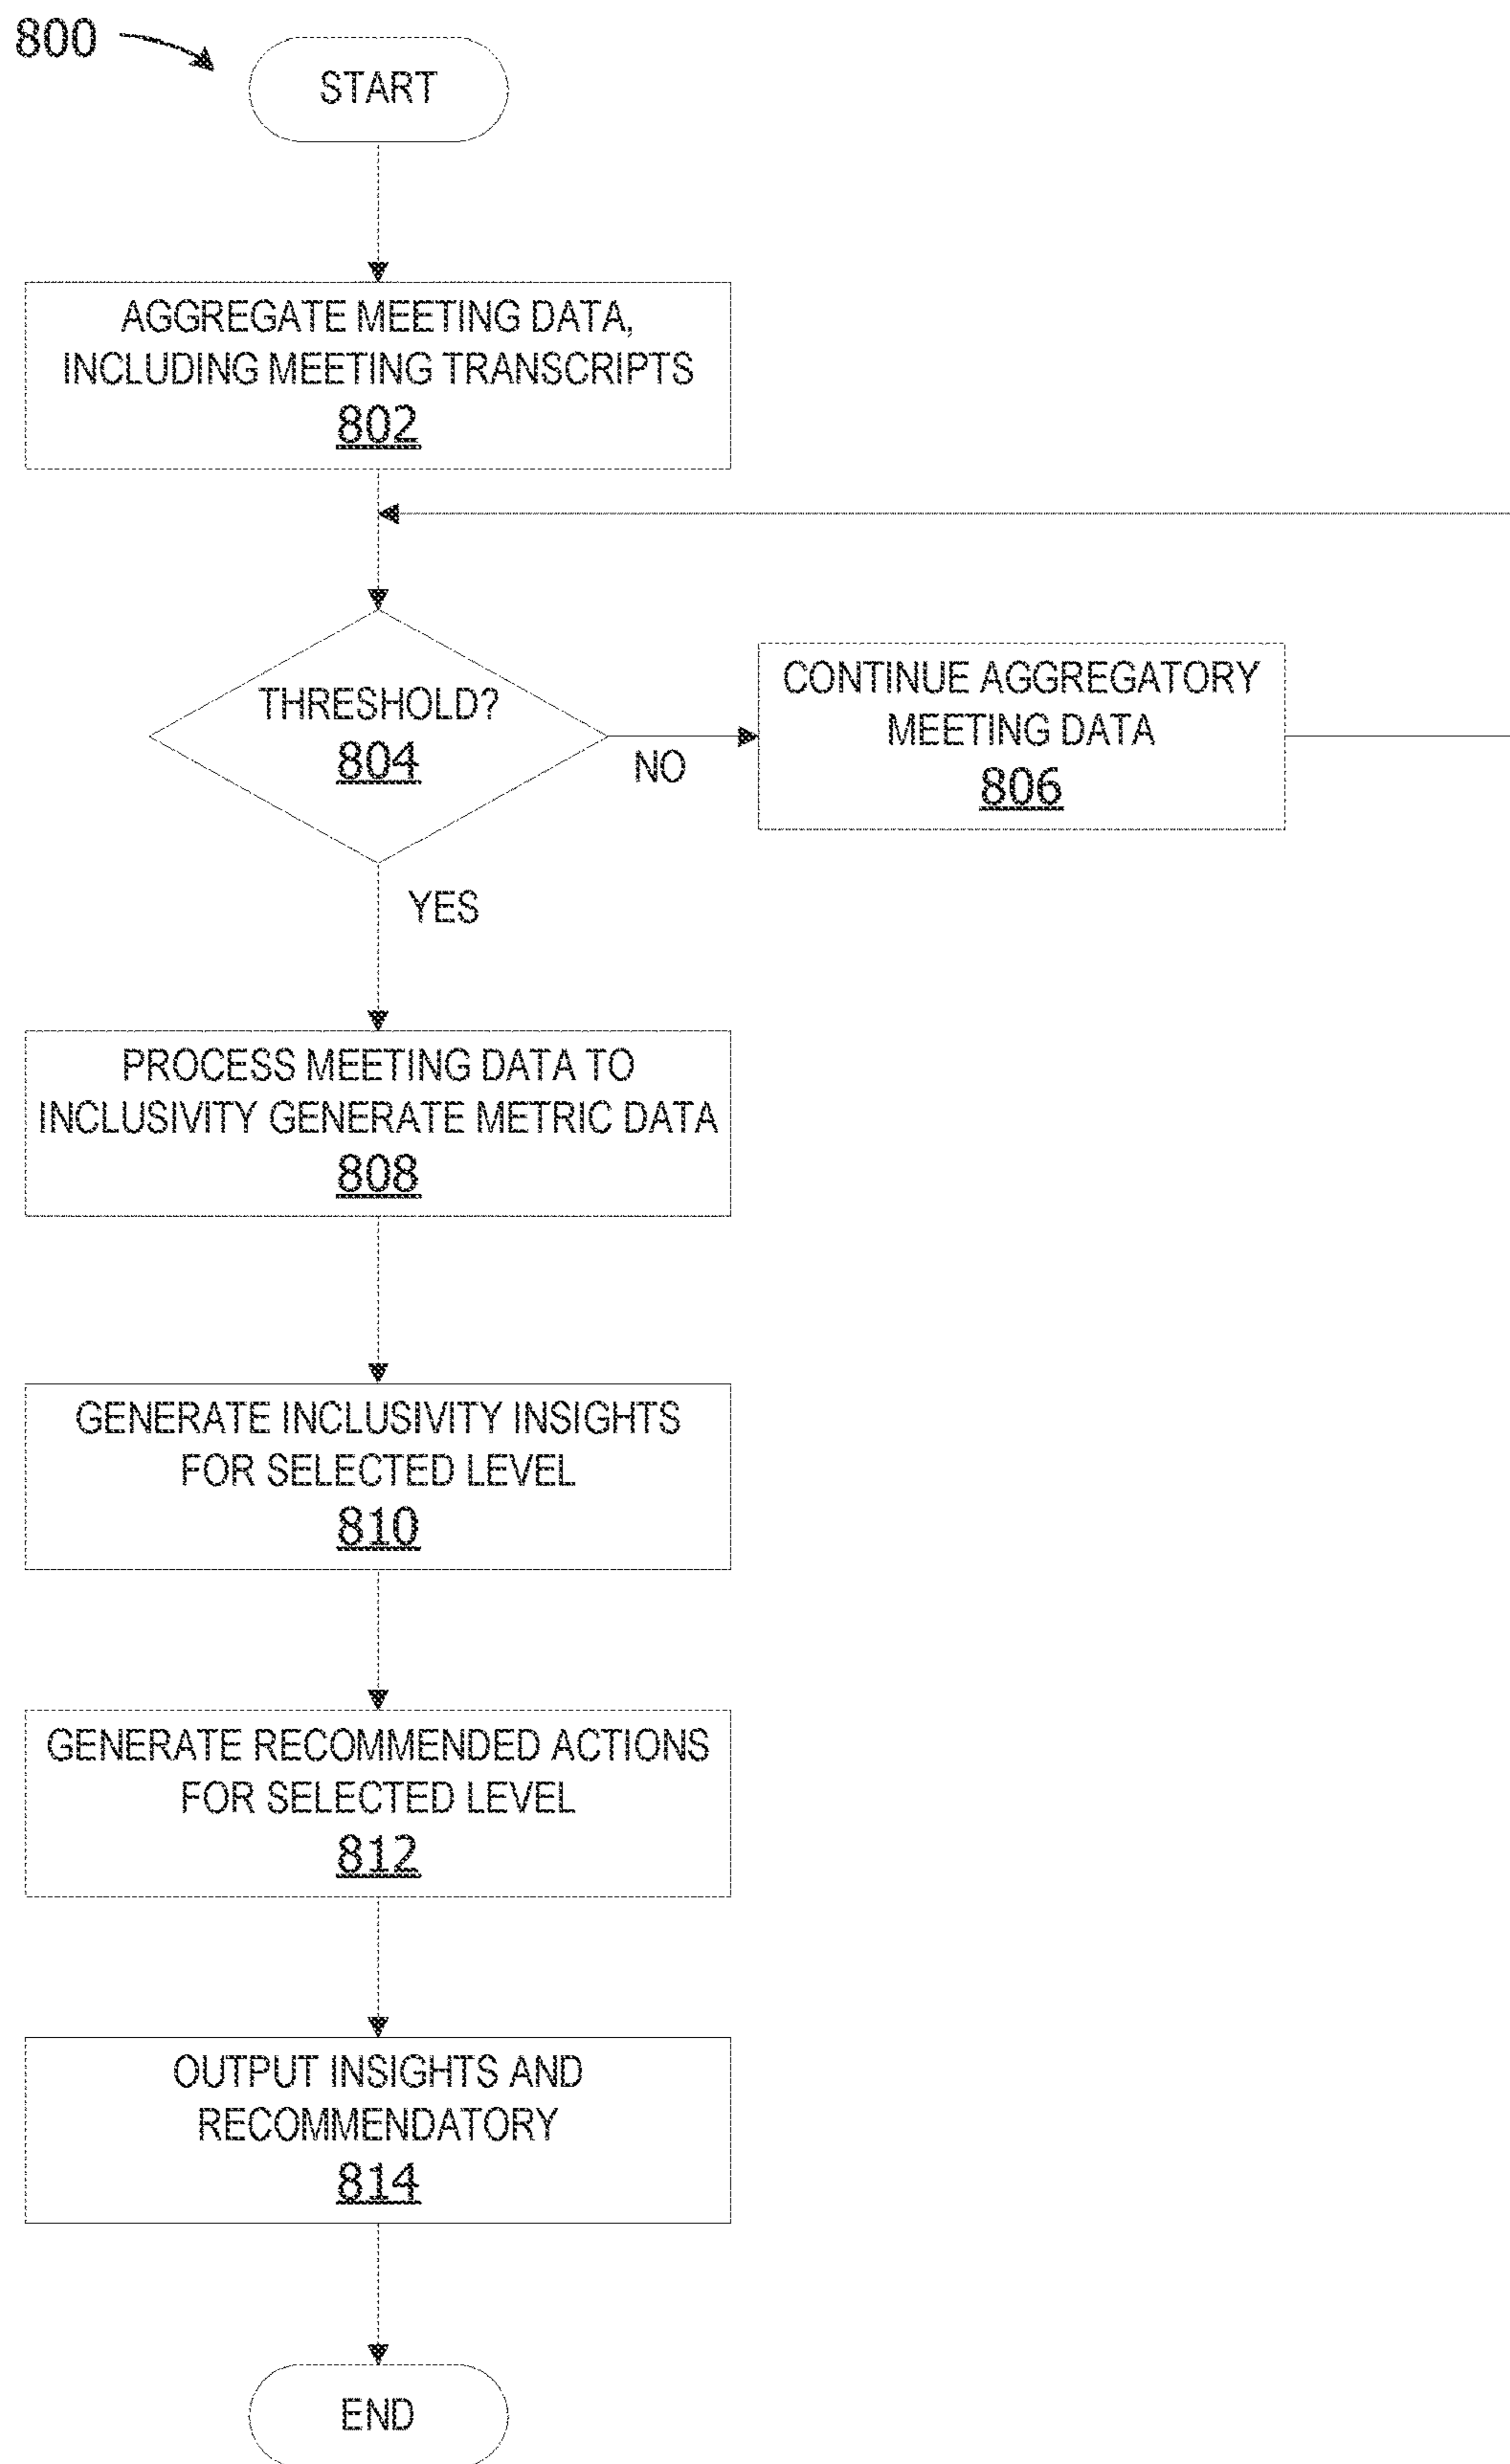 800
START
AGGREGATE MEETING DATA,
INCLUDING MEETING TRANSCRIPTS
802
THRESHOLD?
804
NO
CONTINUE AGGREGATORY
MEETING DATA
806
YES
PROCESS MEETING DATA TO
INCLUSIVITY GENERATE METRIC DATA
808
GENERATE INCLUSIVITY INSIGHTS
FOR SELECTED LEVEL
810
GENERATE RECOMMENDED ACTIONS
FOR SELECTED LEVEL
812
OUTPUT INSIGHTS AND
RECOMMENDATORY
814
END